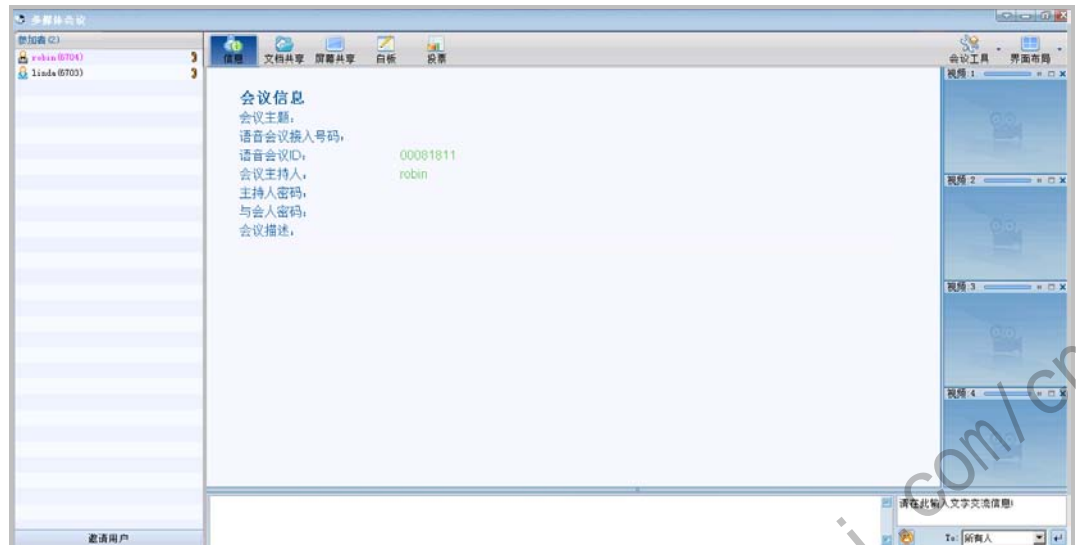 多媒体会议
参加者(2)
robin(6704)
linda(6703)
信息 文档共享 屏幕共享 白板 投票
会议工具 界面布局
会议信息
会议主题：
语音会议接入号码：
语音会议ID： 00081811
会议主持人： robin
主持人密码：
与会人密码：
会议描述：
视频:1
视频:2
视频:3
视频:4
请在此输入文字交流信息!
To: 所有人
邀请用户
com/cn